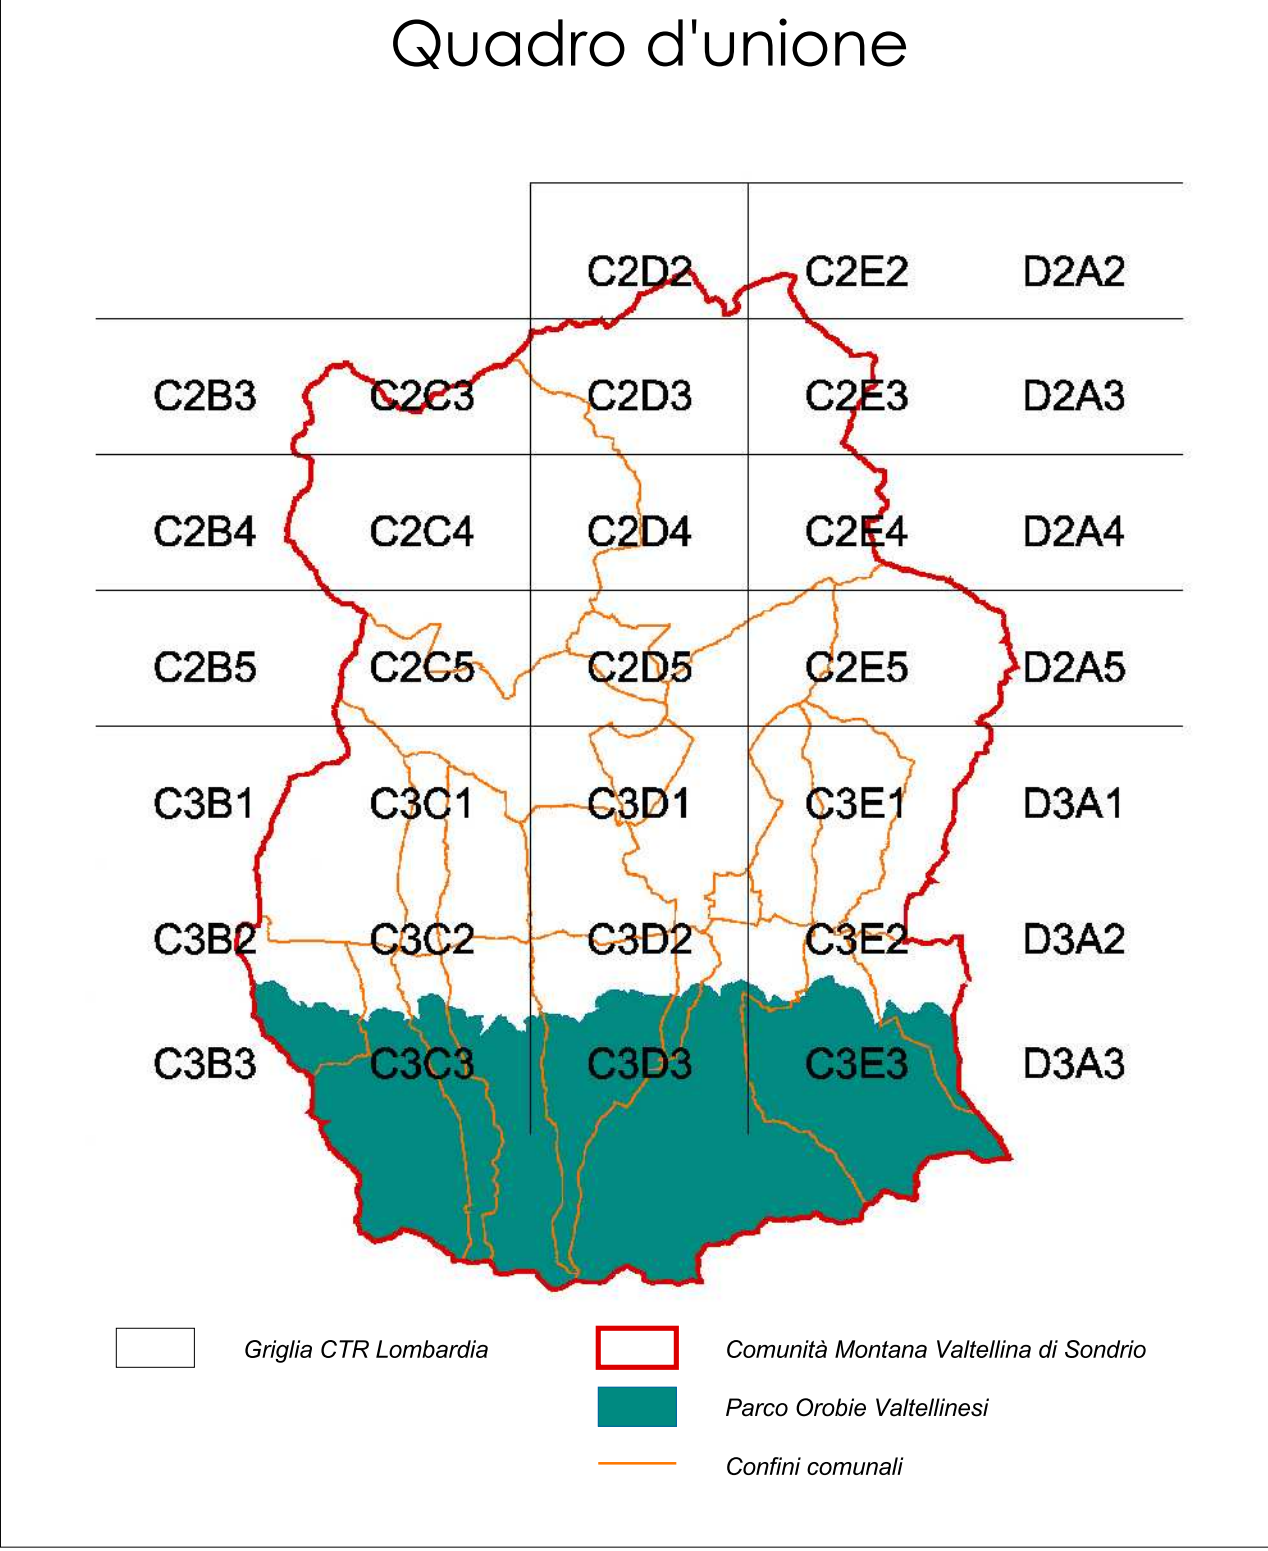 Quadro d'unione
C2D2 C2E2 D2A2
C2B3 C2C3 C2D3 C2E3 D2A3
C2B4 C2C4 C2D4 C2E4 D2A4
C2B5 C2C5 C2D5 C2E5 D2A5
C3B1 C3C1 C3D1 C3E1 D3A1
C3B2 C3C2 C3D2 C3E2 D3A2
C3B3 C3C3 C3D3 C3E3 D3A3
Griglia CTR Lombardia
Comunità Montana Valtellina di Sondrio
Parco Orobie Valtellinesi
Confini comunali